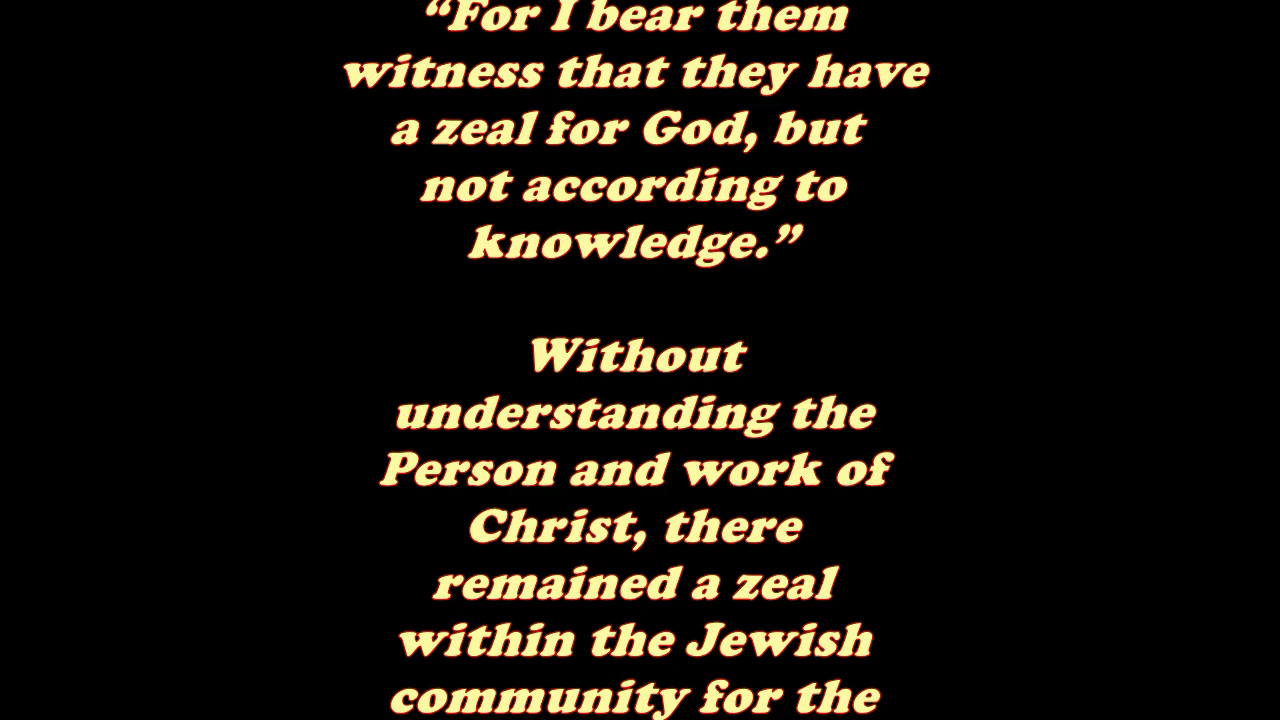 “For I bear them
witness that they have
a zeal for God, but
not according to
knowledge.”
Without
understanding the
Person and work of
Christ, there
remained a zeal
within the Jewish
community for the